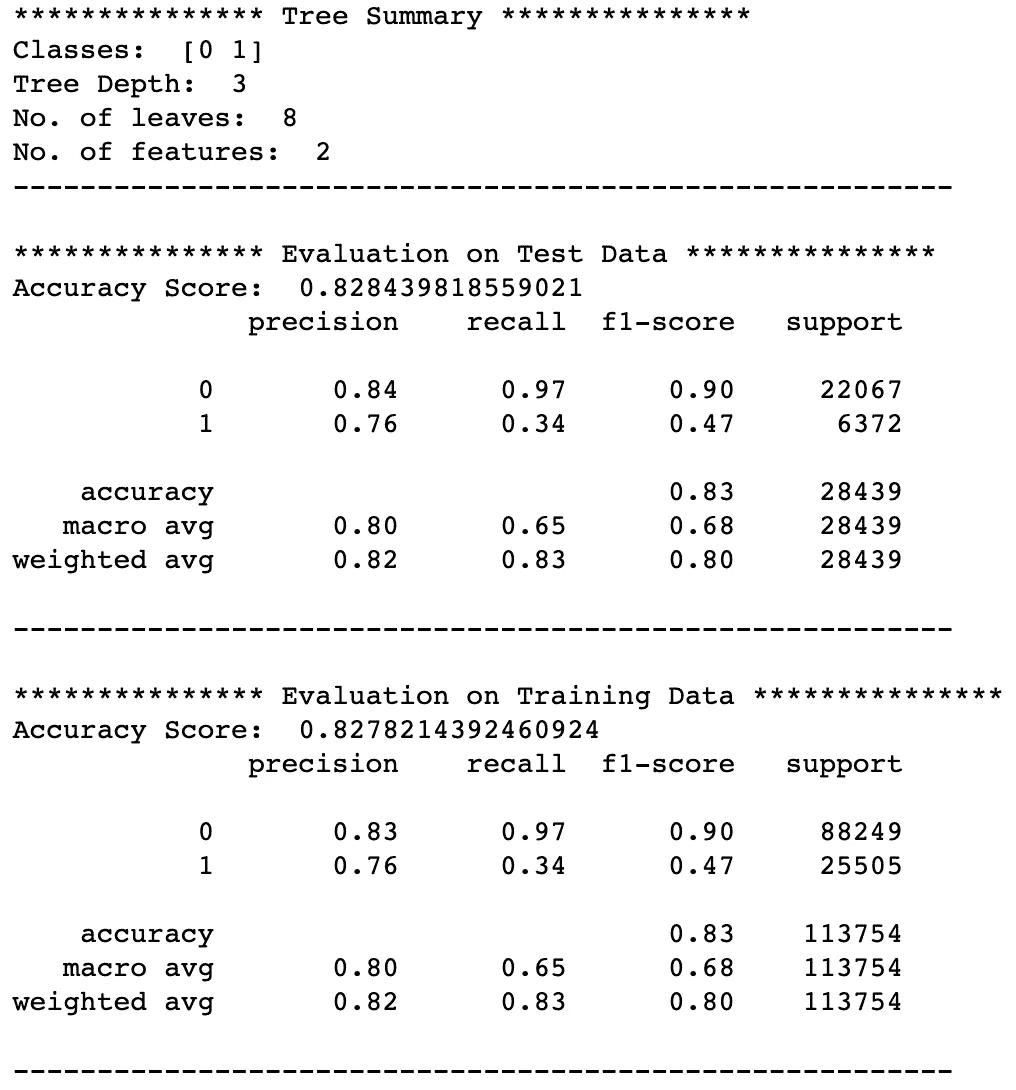 *************** Tree Summary ***************
Classes:  [0 1]
Tree Depth:  3
No. of leaves:  8
No. of features:  2
--------------------------------------------------------
*************** Evaluation on Test Data ***************
Accuracy Score:  0.828439818559021
              precision    recall  f1-score   support
           0       0.84      0.97      0.90     22067
           1       0.76      0.34      0.47      6372
    accuracy                           0.83     28439
   macro avg       0.80      0.65      0.68     28439
weighted avg       0.82      0.83      0.80     28439
--------------------------------------------------------
*************** Evaluation on Training Data ***************
Accuracy Score:  0.8278214392460924
              precision    recall  f1-score   support
           0       0.83      0.97      0.90     88249
           1       0.76      0.34      0.47     25505
    accuracy                           0.83    113754
   macro avg       0.80      0.65      0.68    113754
weighted avg       0.82      0.83      0.80    113754
--------------------------------------------------------